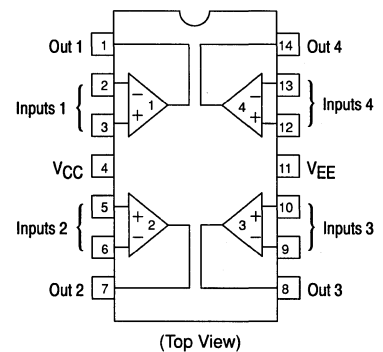 Out 1 1 14 Out 4
2 − 1 4 − 13
Inputs 1 Inputs 4
3 + + 12
VCC 4 11 VEE
5 + 2 3 + 10
Inputs 2 Inputs 3
6 − − 9
Out 2 7 8 Out 3
(Top View)